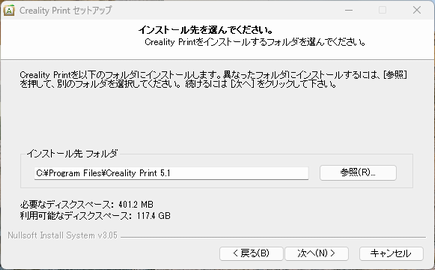 Creality Print セットアップ
インストール先を選んでください。
Creality Printをインストールするフォルダを選んでください。
Creality Printを以下のフォルダにインストールします。異なったフォルダにインストールするには、[参照]
を押して、別のフォルダを選択してください。 続けるには [次へ] をクリックして下さい。
インストール先 フォルダ
C:¥Program Files¥Creality Print 5.1
参照(R)...
必要なディスクスペース: 401.2 MB
利用可能なディスクスペース: 117.4 GB
Nullsoft Install System v3.05
< 戻る(B)
次へ(N) >
キャンセル